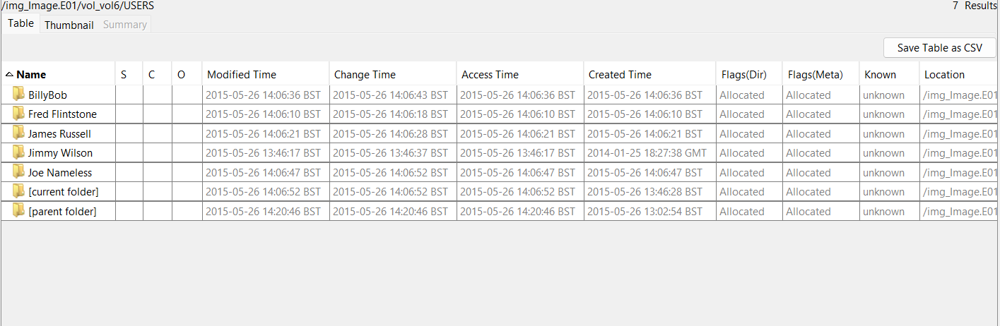 /img_Image.E01/vol_vol6/USERS 7 Results
Table Thumbnail Summary
Save Table as CSV
Name S C O Modified Time Change Time Access Time Created Time Flags(Dir) Flags(Meta) Known Location
BillyBob 2015-05-26 14:06:36 BST 2015-05-26 14:06:43 BST 2015-05-26 14:06:36 BST 2015-05-26 14:06:36 BST Allocated Allocated unknown /img_Image.E01
Fred Flintstone 2015-05-26 14:06:10 BST 2015-05-26 14:06:18 BST 2015-05-26 14:06:10 BST 2015-05-26 14:06:10 BST Allocated Allocated unknown /img_Image.E01
James Russell 2015-05-26 14:06:21 BST 2015-05-26 14:06:28 BST 2015-05-26 14:06:21 BST 2015-05-26 14:06:21 BST Allocated Allocated unknown /img_Image.E01
Jimmy Wilson 2015-05-26 13:46:17 BST 2015-05-26 13:46:37 BST 2015-05-26 13:46:17 BST 2014-01-25 18:27:38 GMT Allocated Allocated unknown /img_Image.E01
Joe Nameless 2015-05-26 14:06:47 BST 2015-05-26 14:06:52 BST 2015-05-26 14:06:47 BST 2015-05-26 14:06:47 BST Allocated Allocated unknown /img_Image.E01
[current folder] 2015-05-26 14:06:52 BST 2015-05-26 14:06:52 BST 2015-05-26 14:06:52 BST 2015-05-26 13:46:28 BST Allocated Allocated unknown /img_Image.E01
[parent folder] 2015-05-26 14:20:46 BST 2015-05-26 14:20:46 BST 2015-05-26 14:20:46 BST 2015-05-26 13:02:54 BST Allocated Allocated unknown /img_Image.E01